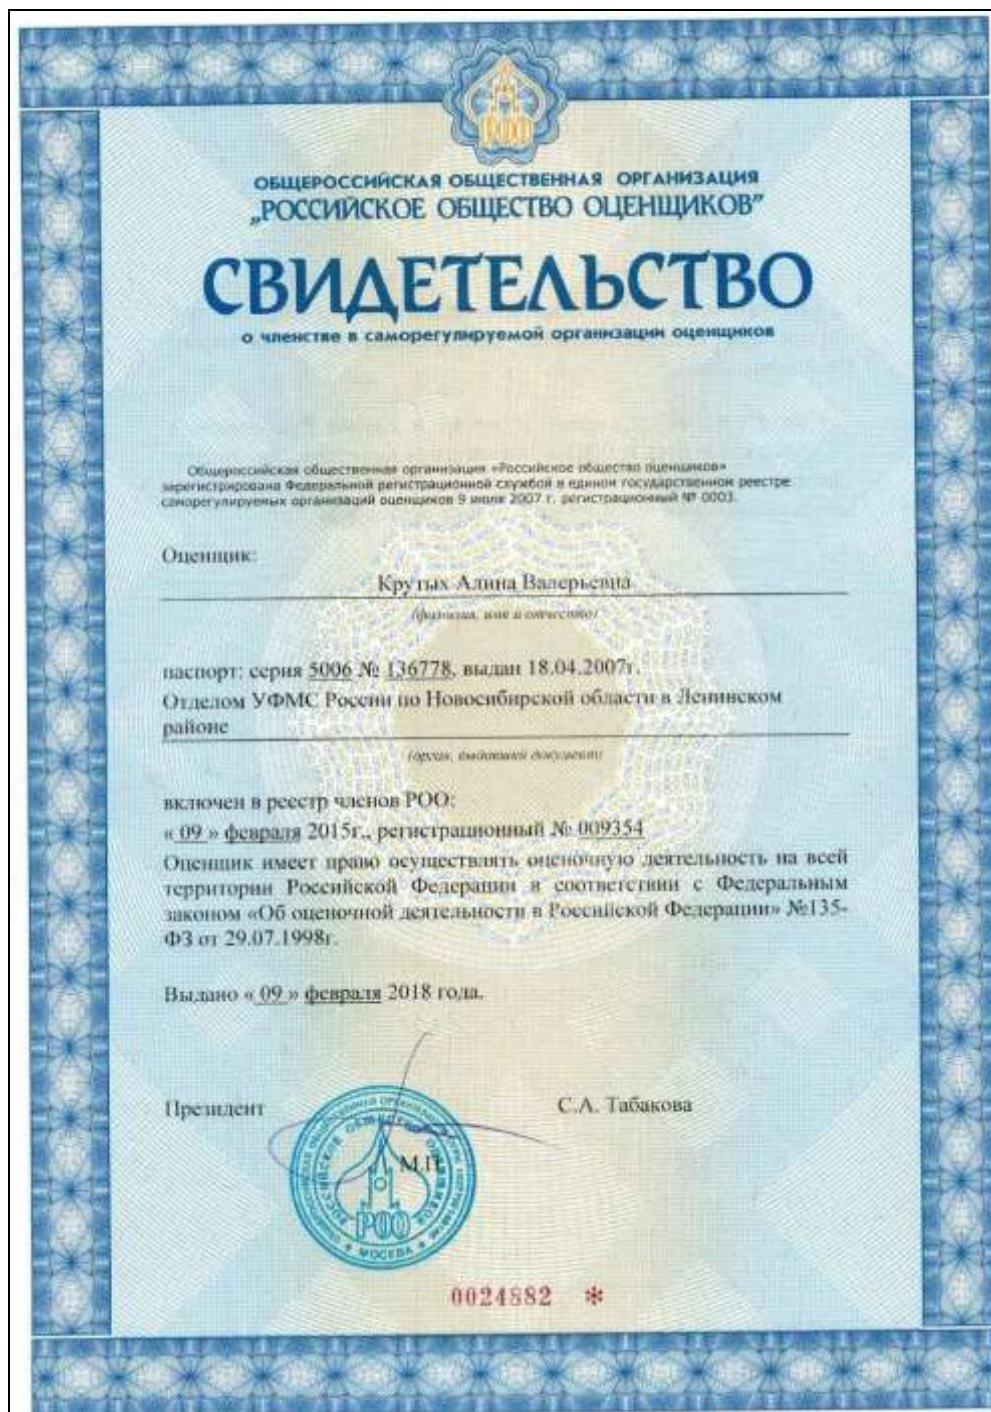 РОО
ОБЩЕРОССИЙСКАЯ ОБЩЕСТВЕННАЯ ОРГАНИЗАЦИЯ
„РОССИЙСКОЕ ОБЩЕСТВО ОЦЕНЩИКОВ”
СВИДЕТЕЛЬСТВО
о членстве в саморегулируемой организации оценщиков
Общероссийская общественная организация «Российское общество оценщиков»
зарегистрирована Федеральной регистрационной службой в едином государственном реестре
саморегулируемых организаций оценщиков 9 июля 2007 г. регистрационный № 0003.
Оценщик:
Крутых Алина Валерьевна
(фамилия, имя и отчество)
паспорт: серия 5006 № 136778, выдан 18.04.2007г.
Отделом УФМС России по Новосибирской области в Ленинском
районе
(орган, выдавший документ)
включен в реестр членов РОО:
« 09 » февраля 2015г., регистрационный № 009354
Оценщик имеет право осуществлять оценочную деятельность на всей
территории Российской Федерации в соответствии с Федеральным
законом «Об оценочной деятельности в Российской Федерации» №135-
ФЗ от 29.07.1998г.
Выдано « 09 » февраля 2018 года.
Президент
С.А. Табакова
М.П.
РОССИЙСКОЕ ОБЩЕСТВО ОЦЕНЩИКОВ
РОО
МОСКВА
0024882 *